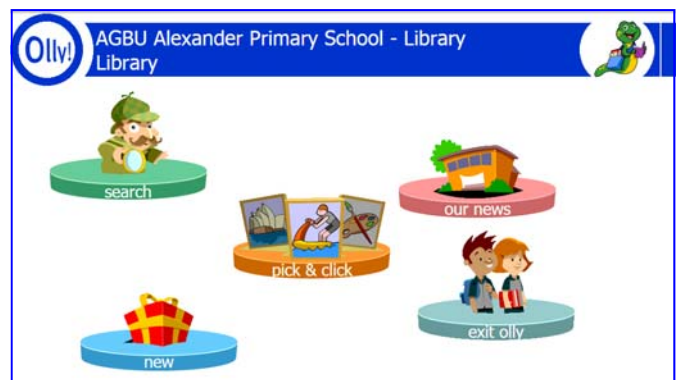 Olly!
AGBU Alexander Primary School - Library
Library
search
our news
pick & click
exit olly
new